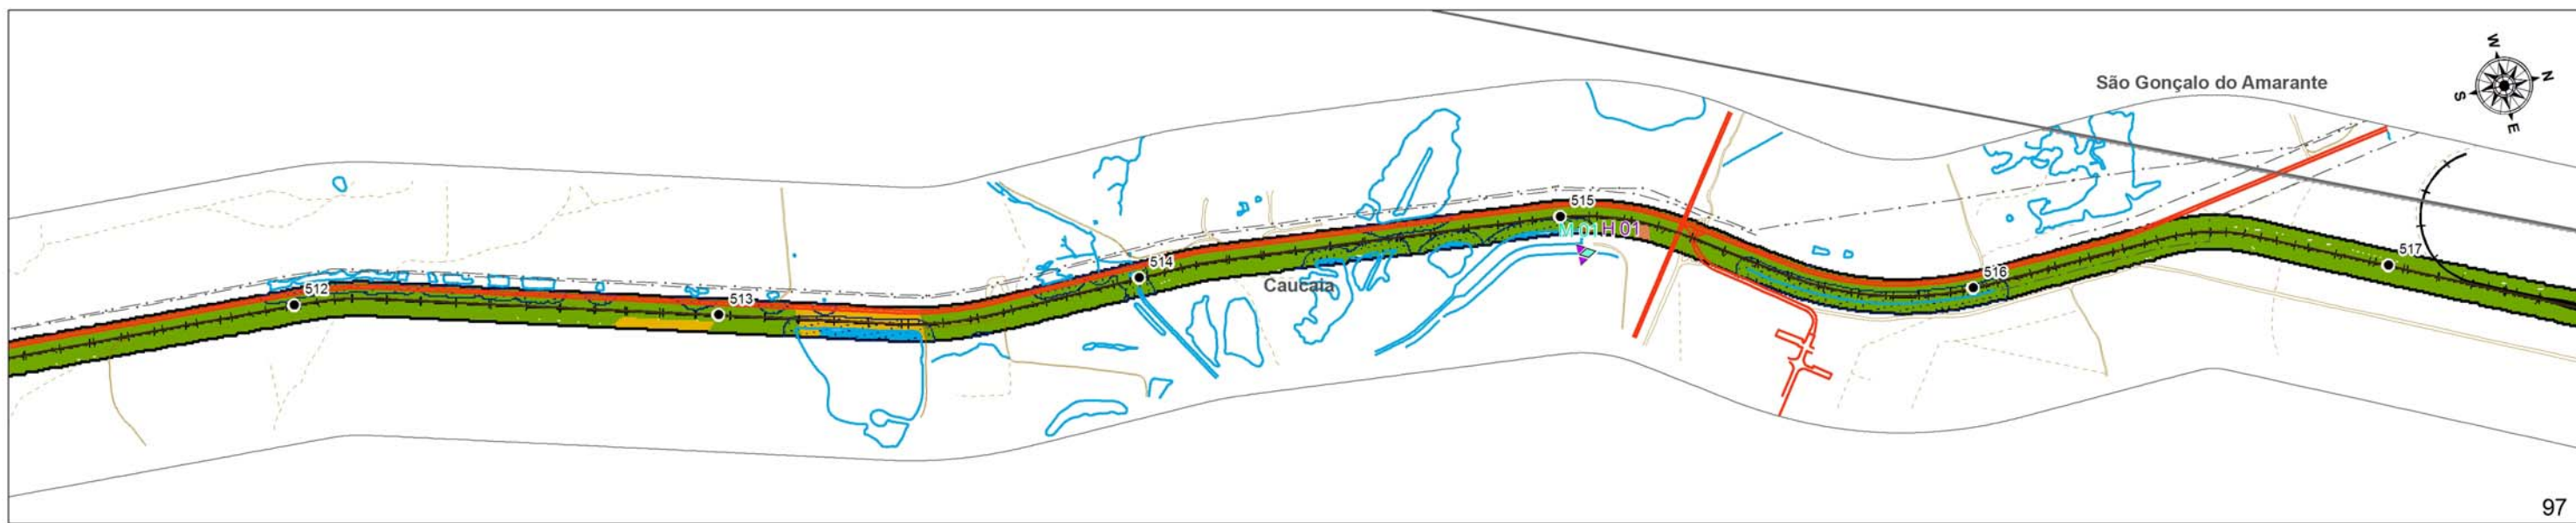 São Gonçalo do Amarante
W
N
S
E
515
M 01 H 01
517
514
516
Caucaia
512
513
97